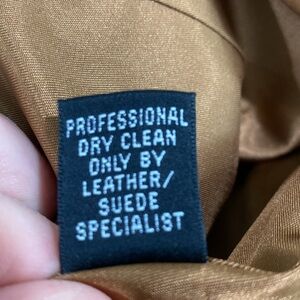 PROFESSIONAL
DRY CLEAN
ONLY BY
LEATHER/
SUEDE
SPECIALIST